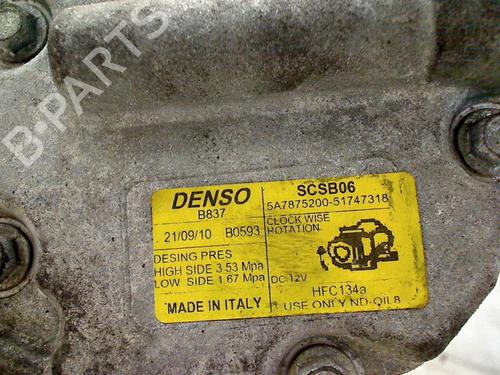 B-PARTS
DENSO
B837
21/09/10 B0593
DESING PRES
HIGH SIDE 3.53 Mpa
LOW SIDE 1.67 Mpa
MADE IN ITALY
SCSB06
5A7875200-51747318
CLOCK WISE
ROTATION
DC-12V
HFC134a
USE ONLY ND-OIL8
B-PARTS